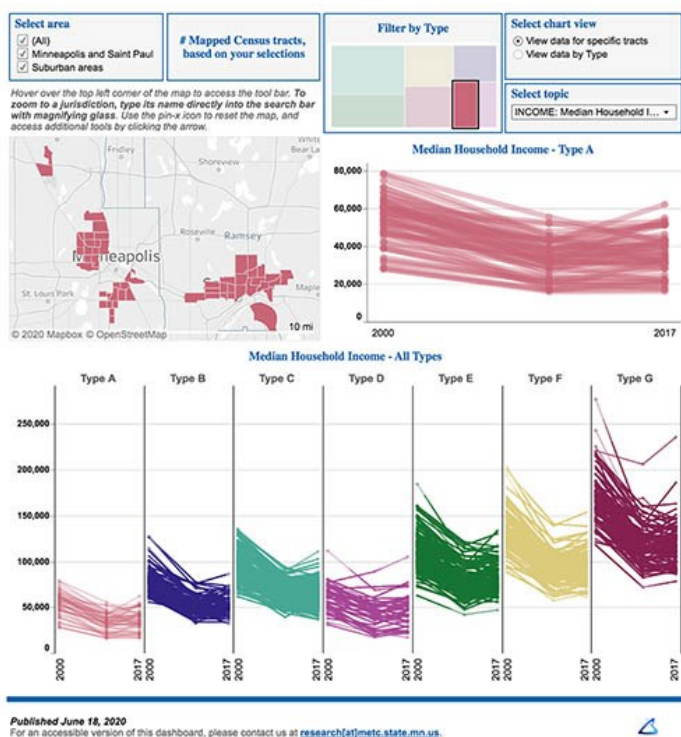 Select area
(All)
Minneapolis and Saint Paul
Suburban areas
# Mapped Census tracts,
based on your selections
Filter by Type
Select chart view
View data for specific tracts
View data by Type
Select topic
INCOME: Median Household I...
Hover over the top left corner of the map to access the tool bar. To
zoom to a jurisdiction, type its name directly into the search bar
with magnifying glass. Use the pin-x icon to reset the map, and
access additional tools by clicking the arrow.
Fridley
Shoreview
White
Bear La
Roseville
Ramsey
Minneapolis
St. Louis Park
Maple
10 mi
© 2020 Mapbox © OpenStreetMap
Median Household Income - Type A
80,000
60,000
40,000
20,000
0
2000
2017
Median Household Income - All Types
Type A
Type B
Type C
Type D
Type E
Type F
Type G
250,000
200,000
150,000
100,000
50,000
0
2000
2017
2000
2017
2000
2017
2000
2017
2000
2017
2000
2017
2000
2017
Published June 18, 2020
For an accessible version of this dashboard, please contact us at research[at]metc.state.mn.us.